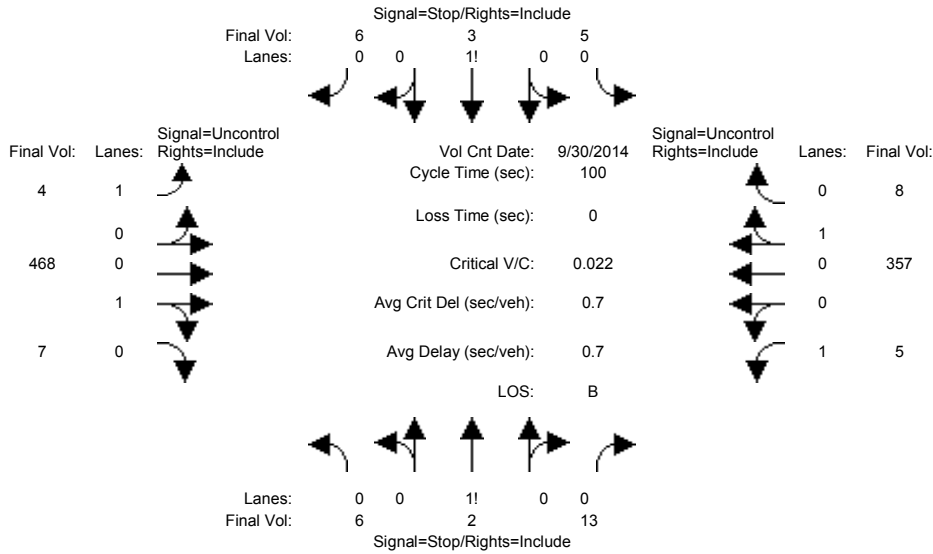 Signal=Stop/Rights=Include
Final Vol: 6 3 5
Lanes: 0 0 1! 0 0
Signal=Uncontrol Signal=Uncontrol
Final Vol: Lanes: Rights=Include Vol Cnt Date: 9/30/2014 Rights=Include Lanes: Final Vol:
Cycle Time (sec): 100
4 1 0 8
Loss Time (sec): 0
0 1
468 0 Critical V/C: 0.022 0 357
1 Avg Crit Del (sec/veh): 0.7 0
7 0 Avg Delay (sec/veh): 0.7 1 5
LOS: B
Lanes: 0 0 1! 0 0
Final Vol: 6 2 13
Signal=Stop/Rights=Include